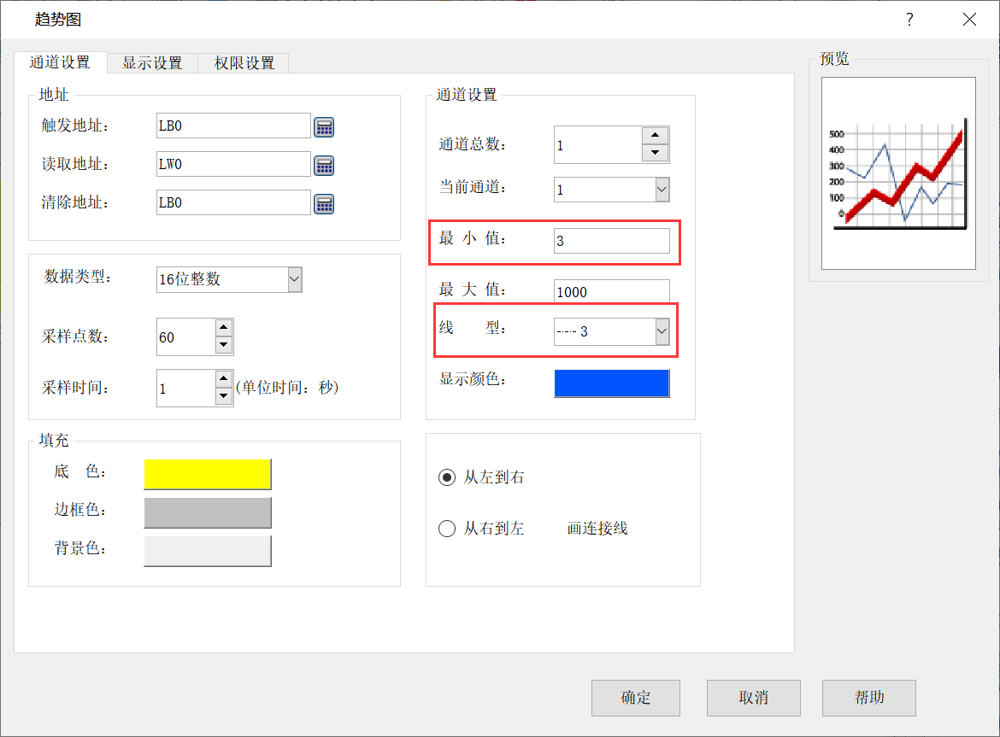 趋势图
?
通道设置 显示设置 权限设置
地址
触发地址： LB0
读取地址： LW0
清除地址： LB0
数据类型： 16位整数
采样点数： 60
采样时间： 1 (单位时间：秒)
填充
底 色：
边框色：
背景色：
通道设置
通道总数： 1
当前通道： 1
最 小 值： 3
最 大 值： 1000
线 型： 3
显示颜色：
从左到右
从右到左 画连接线
预览
500
400
300
200
100
0
确定 取消 帮助